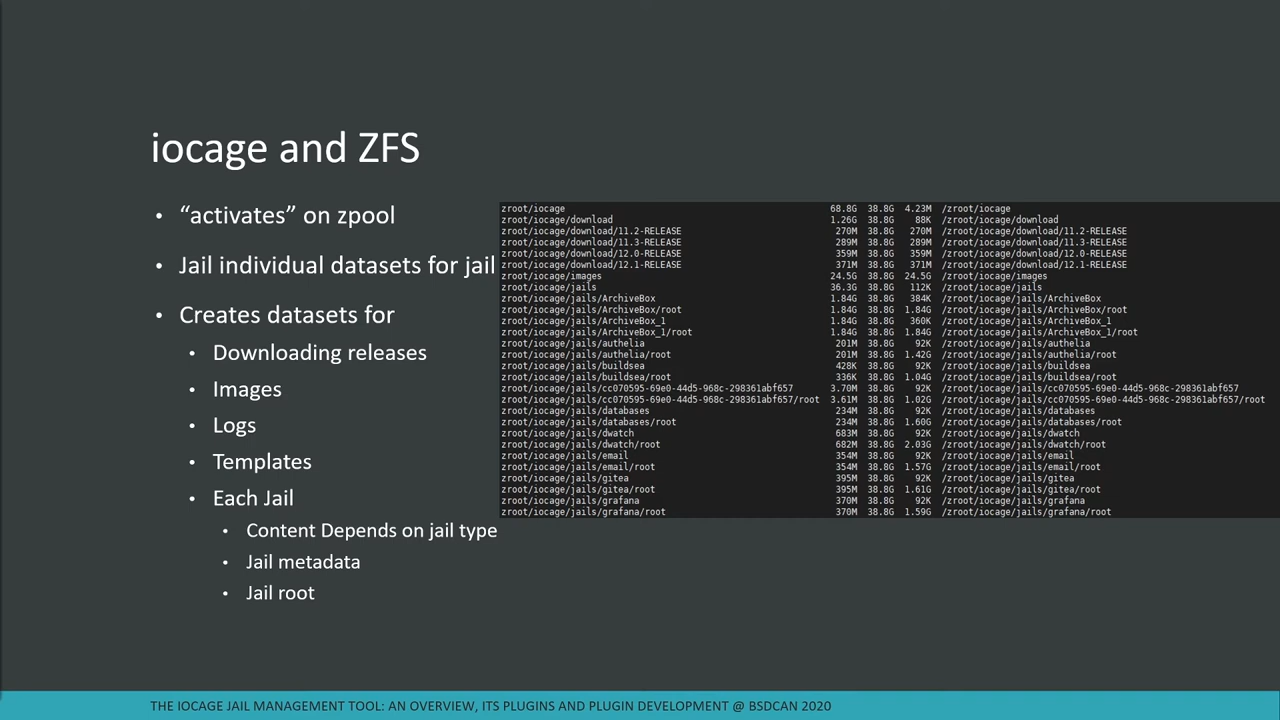 iocage and ZFS
• “activates” on zpool
• Jail individual datasets for jail
• Creates datasets for
• Downloading releases
• Images
• Logs
• Templates
• Each Jail
• Content Depends on jail type
• Jail metadata
• Jail root
zroot/iocage 68.8G 38.8G 4.23M /zroot/iocage
zroot/iocage/download 1.26G 38.8G 88K /zroot/iocage/download
zroot/iocage/download/11.2-RELEASE 270M 38.8G 270M /zroot/iocage/download/11.2-RELEASE
zroot/iocage/download/11.3-RELEASE 289M 38.8G 289M /zroot/iocage/download/11.3-RELEASE
zroot/iocage/download/12.0-RELEASE 359M 38.8G 359M /zroot/iocage/download/12.0-RELEASE
zroot/iocage/download/12.1-RELEASE 371M 38.8G 371M /zroot/iocage/download/12.1-RELEASE
zroot/iocage/images 24.5G 38.8G 24.5G /zroot/iocage/images
zroot/iocage/jails 36.3G 38.8G 112K /zroot/iocage/jails
zroot/iocage/jails/ArchiveBox 1.84G 38.8G 384K /zroot/iocage/jails/ArchiveBox
zroot/iocage/jails/ArchiveBox/root 1.84G 38.8G 1.84G /zroot/iocage/jails/ArchiveBox/root
zroot/iocage/jails/ArchiveBox_1 1.84G 38.8G 360K /zroot/iocage/jails/ArchiveBox_1
zroot/iocage/jails/ArchiveBox_1/root 1.84G 38.8G 1.84G /zroot/iocage/jails/ArchiveBox_1/root
zroot/iocage/jails/authelia 201M 38.8G 92K /zroot/iocage/jails/authelia
zroot/iocage/jails/authelia/root 201M 38.8G 1.42G /zroot/iocage/jails/authelia/root
zroot/iocage/jails/buildsea 428K 38.8G 92K /zroot/iocage/jails/buildsea
zroot/iocage/jails/buildsea/root 336K 38.8G 1.04G /zroot/iocage/jails/buildsea/root
zroot/iocage/jails/cc070595-69e0-44d5-968c-298361abf657 3.70M 38.8G 92K /zroot/iocage/jails/cc070595-69e0-44d5-968c-298361abf657
zroot/iocage/jails/cc070595-69e0-44d5-968c-298361abf657/root 3.61M 38.8G 1.02G /zroot/iocage/jails/cc070595-69e0-44d5-968c-298361abf657/root
zroot/iocage/jails/databases 234M 38.8G 92K /zroot/iocage/jails/databases
zroot/iocage/jails/databases/root 234M 38.8G 1.60G /zroot/iocage/jails/databases/root
zroot/iocage/jails/dwatch 683M 38.8G 92K /zroot/iocage/jails/dwatch
zroot/iocage/jails/dwatch/root 682M 38.8G 2.03G /zroot/iocage/jails/dwatch/root
zroot/iocage/jails/email 354M 38.8G 92K /zroot/iocage/jails/email
zroot/iocage/jails/email/root 354M 38.8G 1.57G /zroot/iocage/jails/email/root
zroot/iocage/jails/gitea 395M 38.8G 92K /zroot/iocage/jails/gitea
zroot/iocage/jails/gitea/root 395M 38.8G 1.61G /zroot/iocage/jails/gitea/root
zroot/iocage/jails/grafana 370M 38.8G 92K /zroot/iocage/jails/grafana
zroot/iocage/jails/grafana/root 370M 38.8G 1.59G /zroot/iocage/jails/grafana/root
THE IOCAGE JAIL MANAGEMENT TOOL: AN OVERVIEW, ITS PLUGINS AND PLUGIN DEVELOPMENT @ BSDCAN 2020